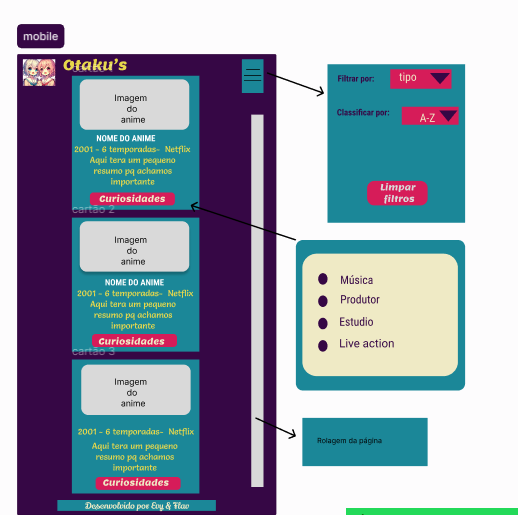 mobile
Otaku's
Imagem
do
anime
NOME DO ANIME
2001 - 6 temporadas- Netflix
Aqui tera um pequeno
resumo pq achamos
importante
Curiosidades
cartão 2
Imagem
do
anime
NOME DO ANIME
2001 - 6 temporadas- Netflix
Aqui tera um pequeno
resumo pq achamos
importante
Curiosidades
cartão 3
Imagem
do
anime
2001 - 6 temporadas- Netflix
Aqui tera um pequeno
resumo pq achamos
importante
Curiosidades
Desenvolvido por Evy & Flav
Filtrar por:
tipo
Classificar por:
A-Z
Limpar
filtros
Música
Produtor
Estudio
Live action
Rolagem da página